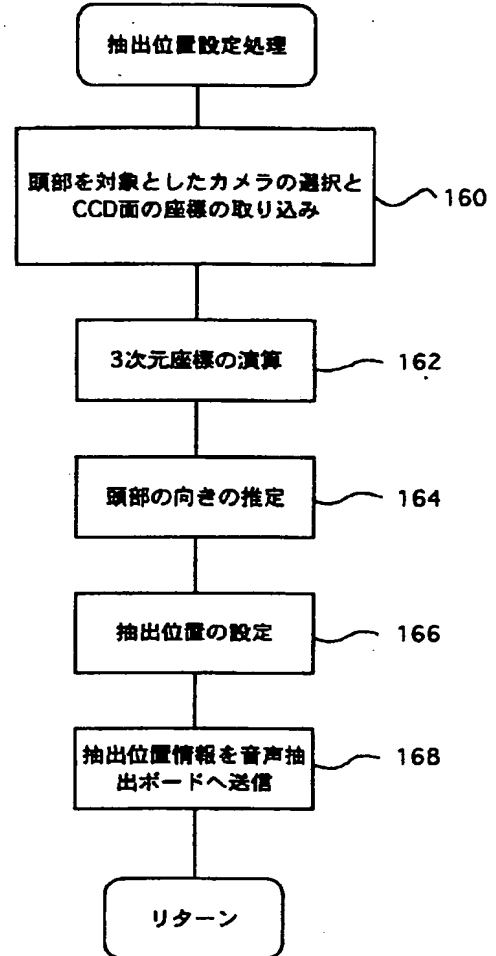 抽出位置設定処理
頭部を対象としたカメラの選択と
CCD面の座標の取り込み
160
3次元座標の演算
162
頭部の向きの推定
164
抽出位置の設定
166
抽出位置情報を音声抽
出ボードへ送信
168
リターン